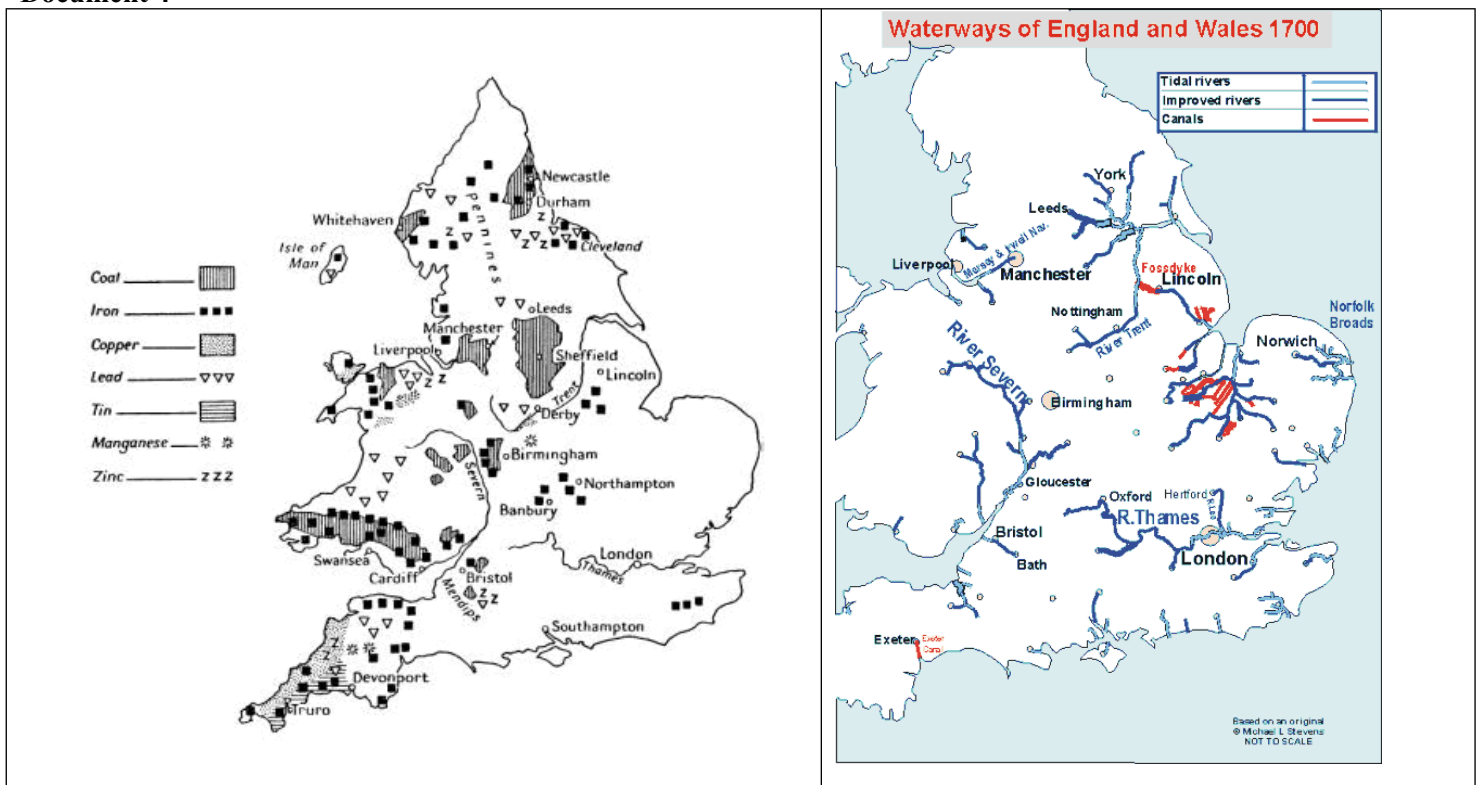 Newcastle
Durham
Whitehaven
Pennines
z
z z z
Cleveland
Isle of
Man
z
Leeds
Manchester
Liverpool
z z
Sheffield
Lincoln
Trent
Derby
Birmingham
Severn
Northampton
Banbury
Swansea
Cardiff
London
Thames
Bristol
Mendips
z z
Southampton
z
z
Devonport
Truro
Coal
Iron
Copper
Lead
Tin
Manganese
Zinc
z z z
Waterways of England and Wales 1700
Tidal rivers
Improved rivers
Canals
York
Leeds
Liverpool
Mersey & Irwell Nav.
Manchester
Fossdyke
Lincoln
Nottingham
River Trent
Norfolk
Broads
Norwich
River Severn
Birmingham
Gloucester
Oxford
Hertford
R.Thames
London
Bristol
Bath
Exeter
Exeter
Canal
Based on an original
© Michael L Stevens
NOT TO SCALE